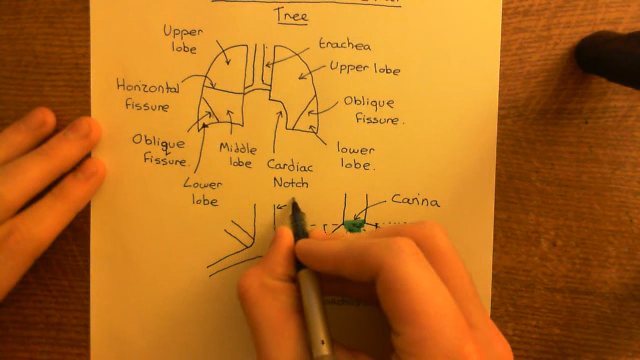 Tree
Upper
lobe
trachea
Upper lobe
Horizontal
fissure
Oblique
fissure.
Oblique
fissure.
Middle
lobe
Cardiac
Notch
lower
lobe.
Lower
lobe
Carina